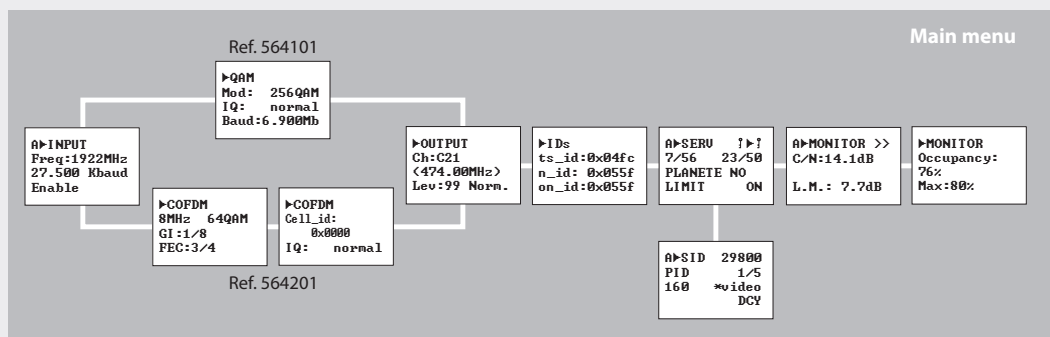 Main menu
Ref. 564101
▶QAM
Mod: 256QAM
IQ: normal
Baud:6.900Mb
A▶INPUT
Freq:1922MHz
27.500 Kbaud
Enable
▶COFDM
8MHz 64QAM
GI:1/8
FEC:3/4
▶COFDM
Cell_id:
0x0000
IQ: normal
Ref. 564201
▶OUTPUT
Ch:C21
(474.00MHz)
Lev:99 Norm.
▶IDs
ts_id:0x04fc
n_id: 0x055f
on_id:0x055f
A▶SERV ⫯▶⫯
7/56 23/50
PLANETE NO
LIMIT ON
A▶SID 29800
PID 1/5
160 *video
DCY
A▶MONITOR >>
C/N:14.1dB
L.M.: 7.7dB
▶MONITOR
Occupancy:
76%
Max:80%